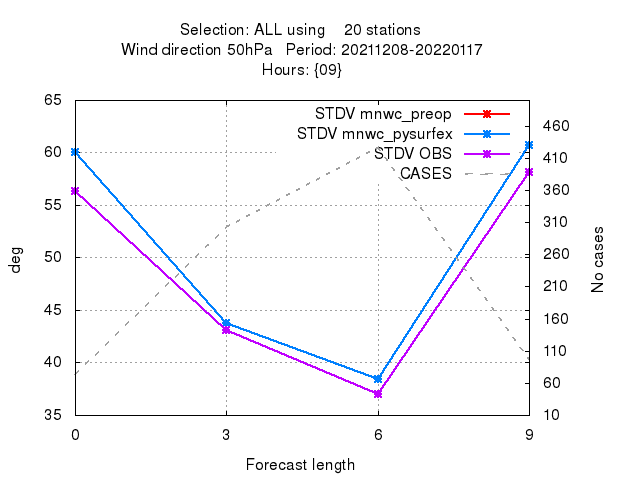 Selection: ALL using 20 stations
Wind direction 50hPa Period: 20211208-20220117
Hours: {09}
STDV mnwc_preop
STDV mnwc_pysurfex
STDV OBS
CASES
65
60
55
50
45
40
35
deg
460
410
360
310
260
210
160
110
60
10
No cases
0 3 6 9
Forecast length